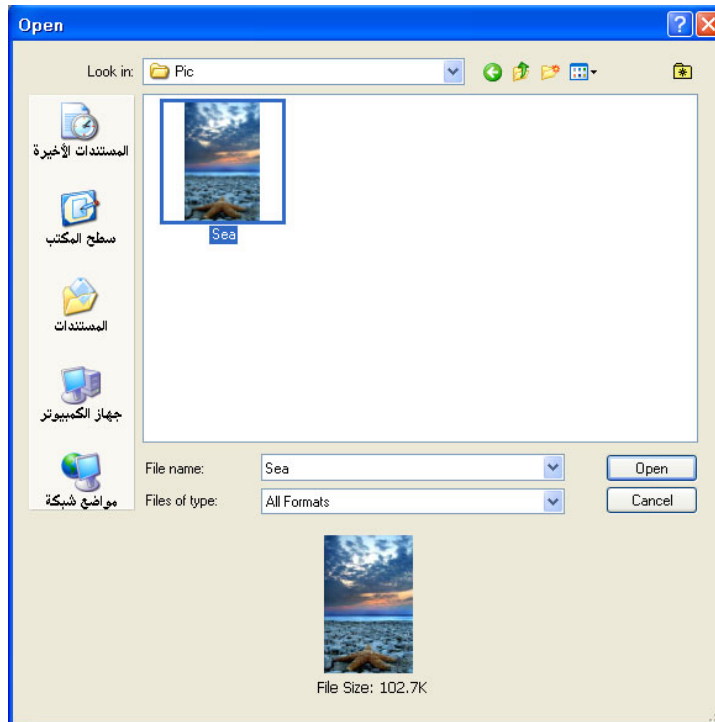 Open
Look in:
Pic
المستندات الأخيرة
سطح المكتب
المستندات
جهاز الكمبيوتر
مواضع شبكة
Sea
File name:
Sea
Open
Files of type:
All Formats
Cancel
File Size: 102.7K